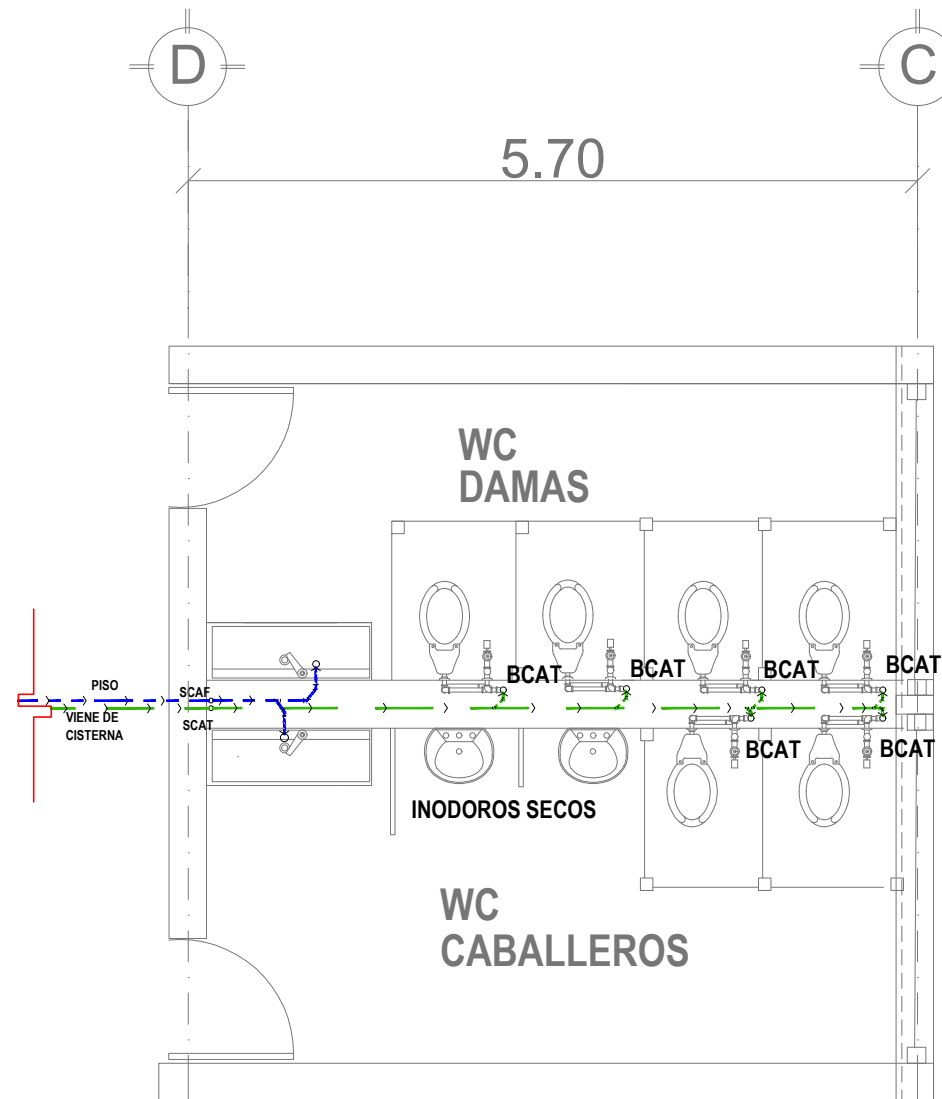 D
C
5.70
WC
DAMAS
BCAT
BCAT
BCAT
BCAT
PISO
SCAF
VIENE DE
CISTERNA
SCAT
BCAT
BCAT
INODOROS SECOS
WC
CABALLEROS